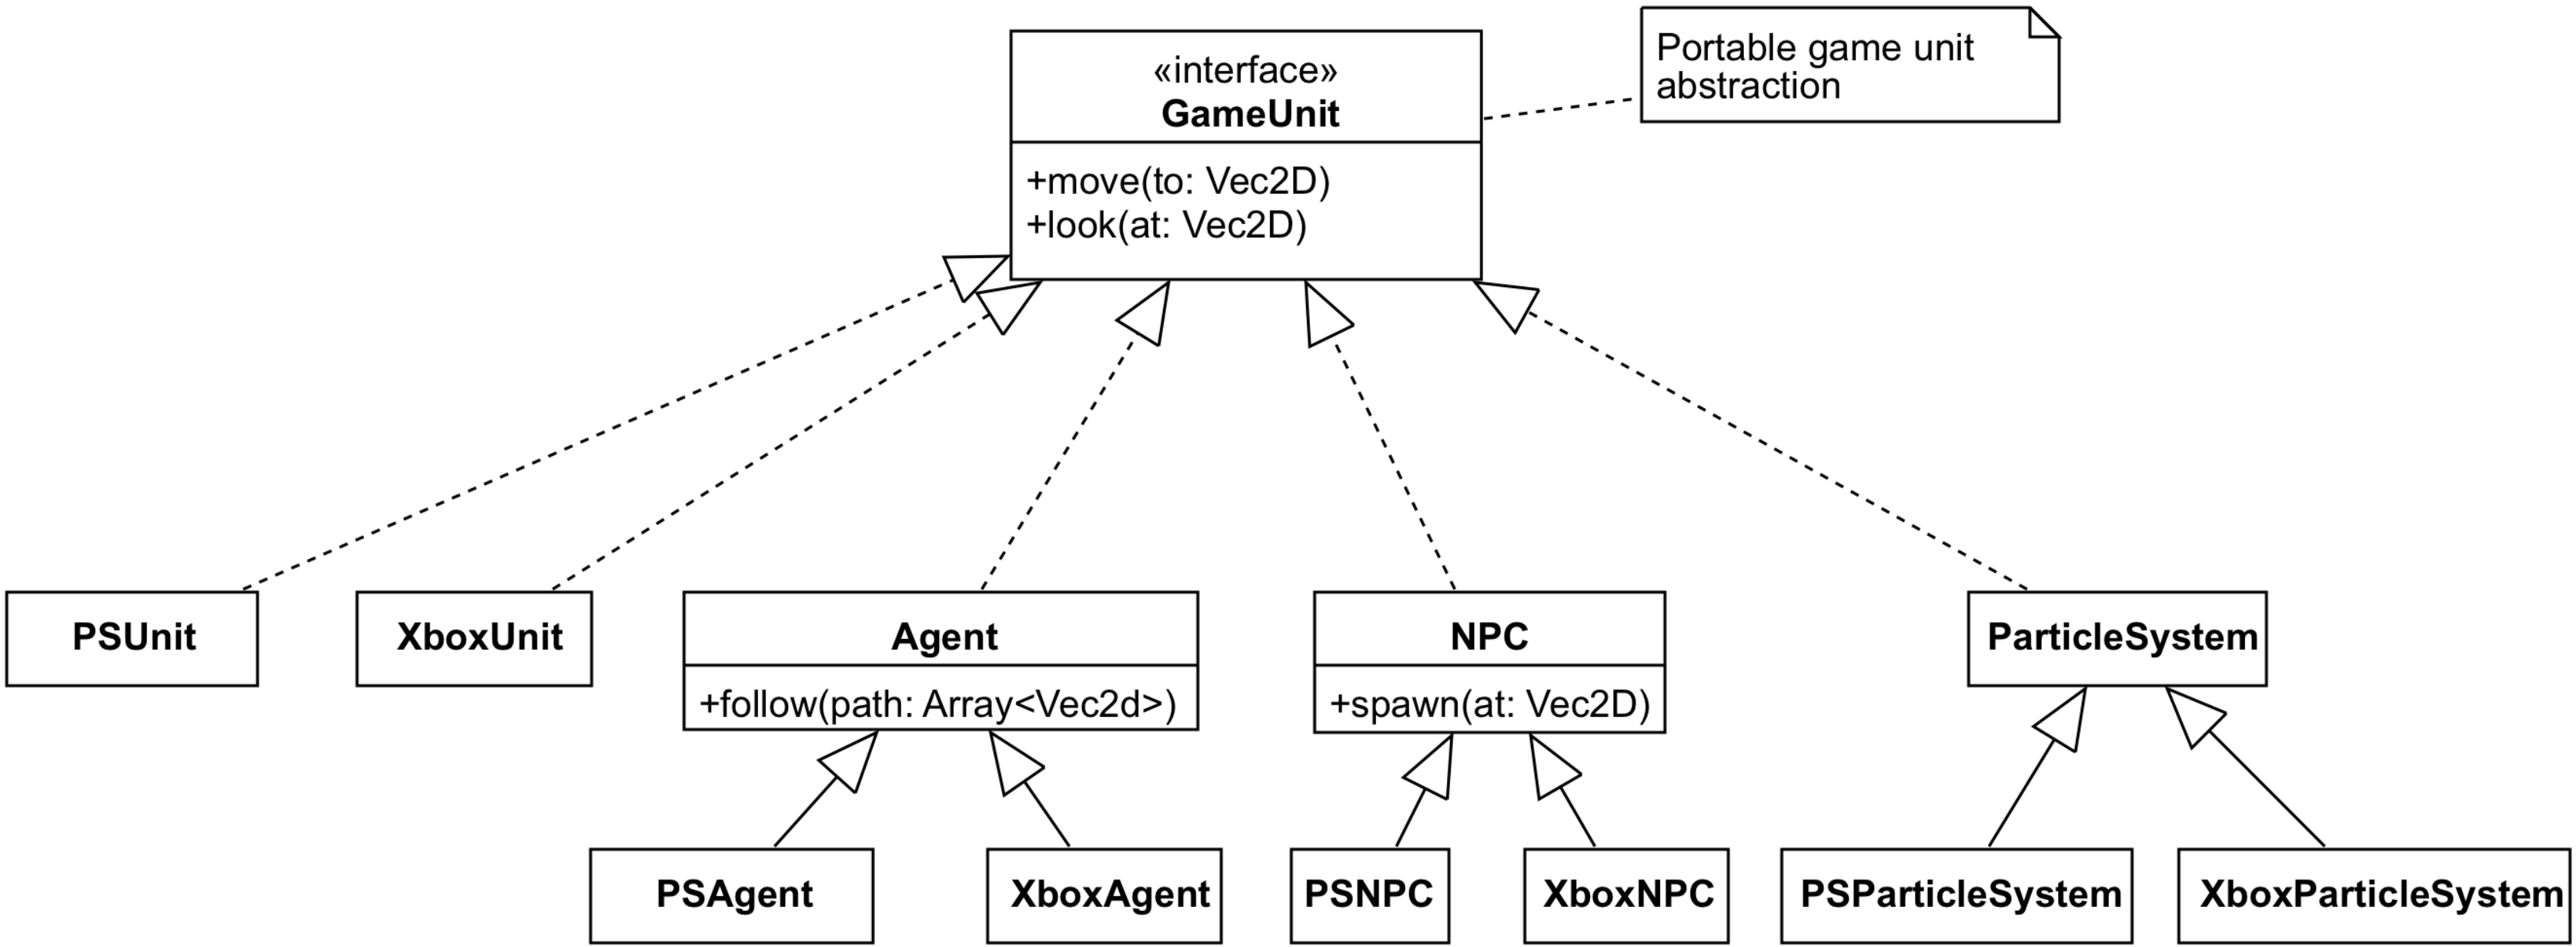 Portable game unit
abstraction
«interface»
GameUnit
+move(to: Vec2D)
+look(at: Vec2D)
PSUnit
XboxUnit
Agent
+follow(path: Array<Vec2d>)
NPC
+spawn(at: Vec2D)
ParticleSystem
PSAgent
XboxAgent
PSNPC
XboxNPC
PSParticleSystem
XboxParticleSystem